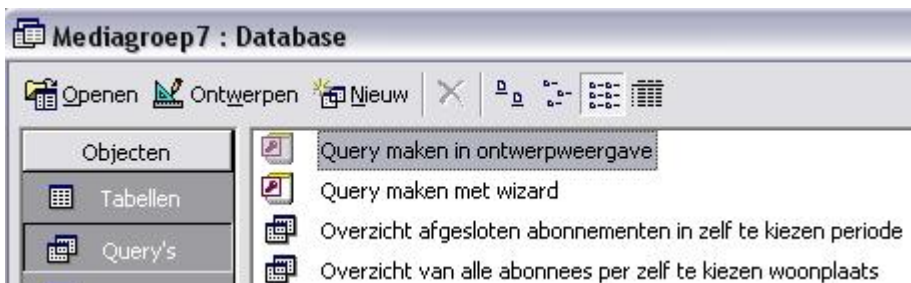 Mediagroep7 : Database
Openen Ontwerpen Nieuw
Objecten
Tabellen
Query's
Query maken in ontwerpweergave
Query maken met wizard
Overzicht afgesloten abonnementen in zelf te kiezen periode
Overzicht van alle abonnees per zelf te kiezen woonplaats